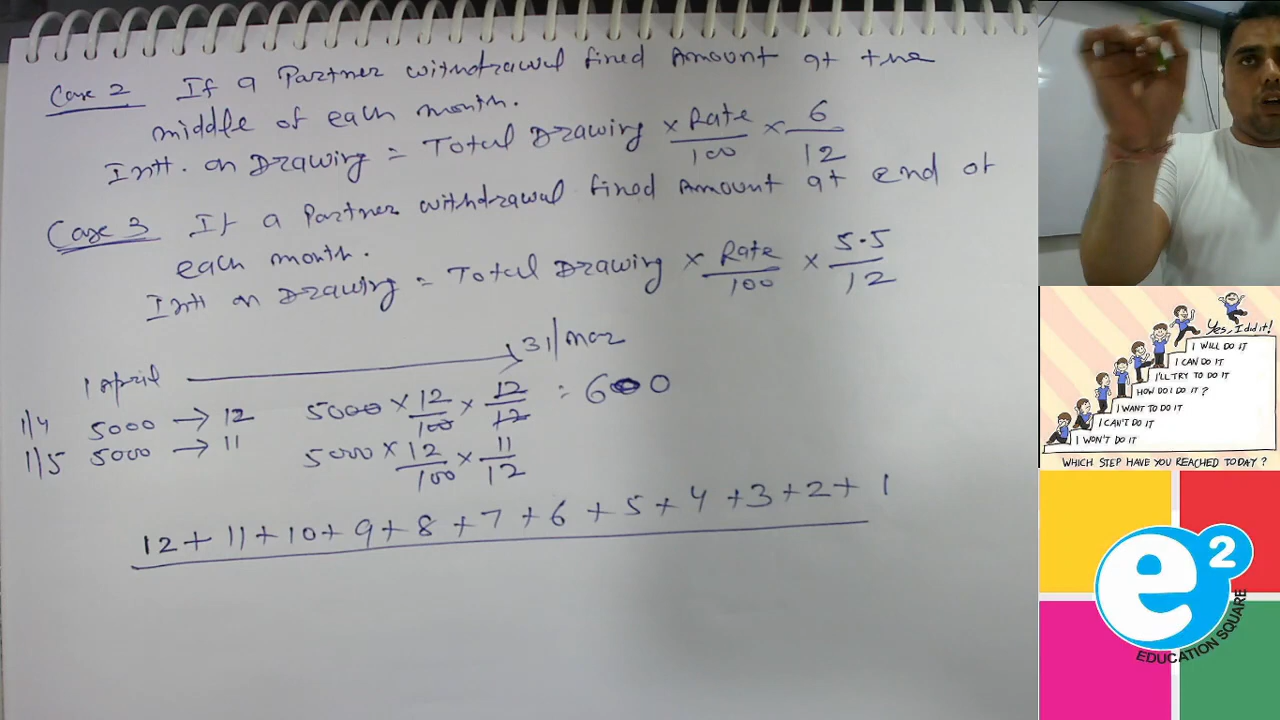 Case 2 If a Partner withdrawal fixed Amount at the
middle of each month.
Intt. on Drawing = Total Drawing × Rate/100 × 6/12
Case 3 If a Partner withdrawal fixed Amount at end of
each month.
Intt on Drawing = Total Drawing × Rate/100 × 5.5/12
1 April 31/Mar
1/4 5000 → 12 5000 × 12/100 × 12/12 = 600
1/5 5000 → 11 5000 × 12/100 × 11/12
12 + 11 + 10 + 9 + 8 + 7 + 6 + 5 + 4 + 3 + 2 + 1
Yes, I did it!
I WILL DO IT
I CAN DO IT
I'LL TRY TO DO IT
HOW DO I DO IT ?
I WANT TO DO IT
I CAN'T DO IT
I WON'T DO IT
WHICH STEP HAVE YOU REACHED TODAY ?
e2
EDUCATION SQUARE